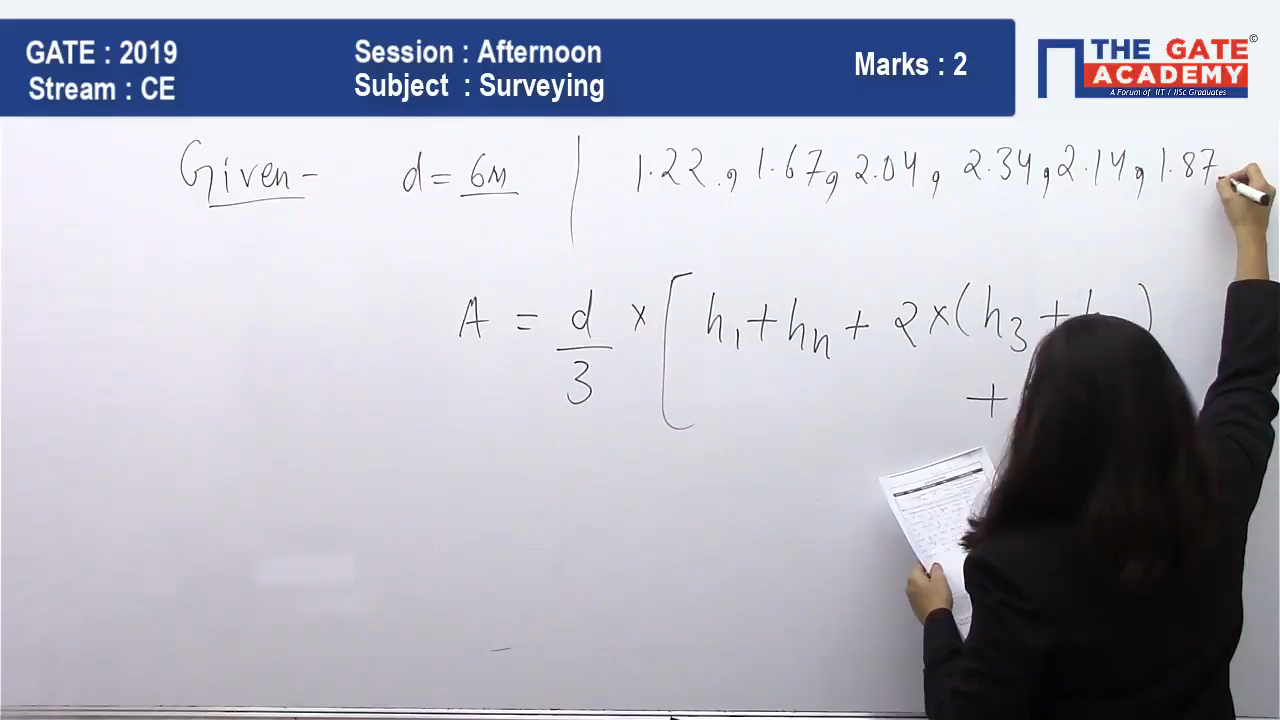 GATE : 2019
Stream : CE
Session : Afternoon
Subject : Surveying
Marks : 2
THE GATE
ACADEMY
©
A Forum of IIT / IISc Graduates
Given - d = 6m | 1.22, 1.67, 2.04, 2.34, 2.14, 1.87
A = d/3 × [ h1 + hn + 2 × (h3 + )
+